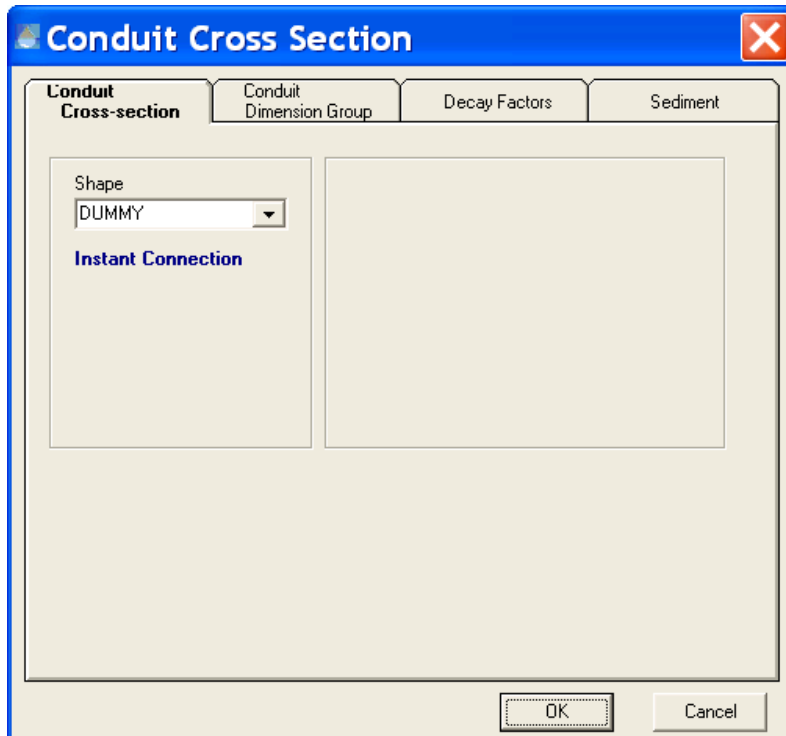 Conduit Cross Section
Conduit
Cross-section
Conduit
Dimension Group
Decay Factors
Sediment
Shape
DUMMY
Instant Connection
OK
Cancel